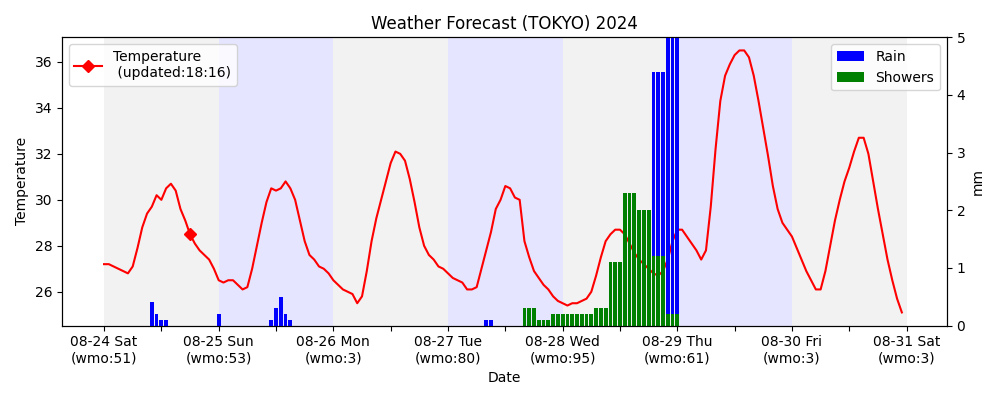 Weather Forecast (TOKYO) 2024
Temperature
(updated:18:16)
Rain
Showers
Temperature
36
34
32
30
28
26
5
4
3
2
1
0
mm
08-24 Sat
(wmo:51)
08-25 Sun
(wmo:53)
08-26 Mon
(wmo:3)
08-27 Tue
(wmo:80)
08-28 Wed
(wmo:95)
08-29 Thu
(wmo:61)
08-30 Fri
(wmo:3)
08-31 Sat
(wmo:3)
Date